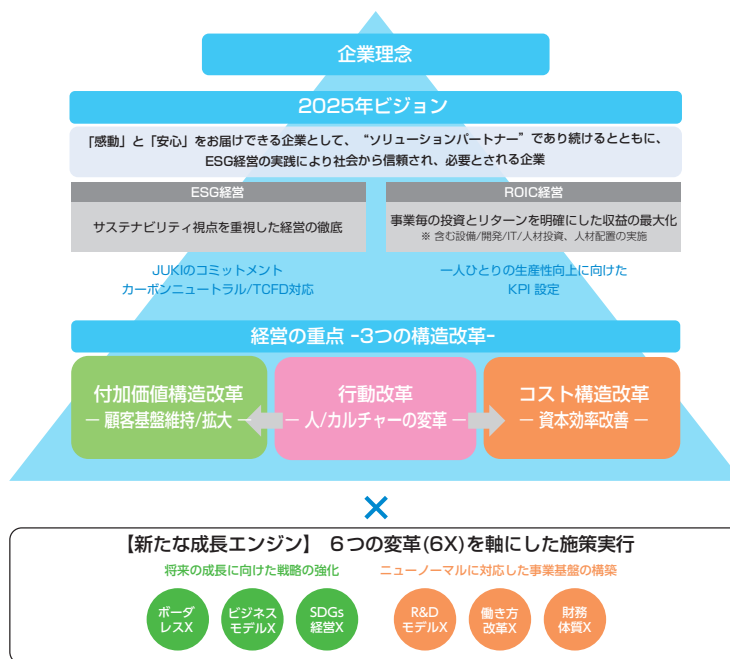 企業理念
2025年ビジョン
「感動」と「安心」をお届けできる企業として、“ソリューションパートナー”であり続けるとともに、
ESG経営の実践により社会から信頼され、必要とされる企業
ESG経営
サステナビリティ視点を重視した経営の徹底
ROIC経営
事業毎の投資とリターンを明確にした収益の最大化
※ 含む設備/開発/IT/人材投資、人材配置の実施
JUKIのコミットメント
カーボンニュートラル/TCFD対応
一人ひとりの生産性向上に向けた
KPI 設定
経営の重点 -3つの構造改革-
付加価値構造改革
― 顧客基盤維持/拡大 ―
行動改革
― 人/カルチャーの変革 ―
コスト構造改革
― 資本効率改善 ―
×
【新たな成長エンジン】 6つの変革(6X)を軸にした施策実行
将来の成長に向けた戦略の強化
ボーダ
レスX
ビジネス
モデルX
SDGs
経営X
ニューノーマルに対応した事業基盤の構築
R&D
モデルX
働き方
改革X
財務
体質X